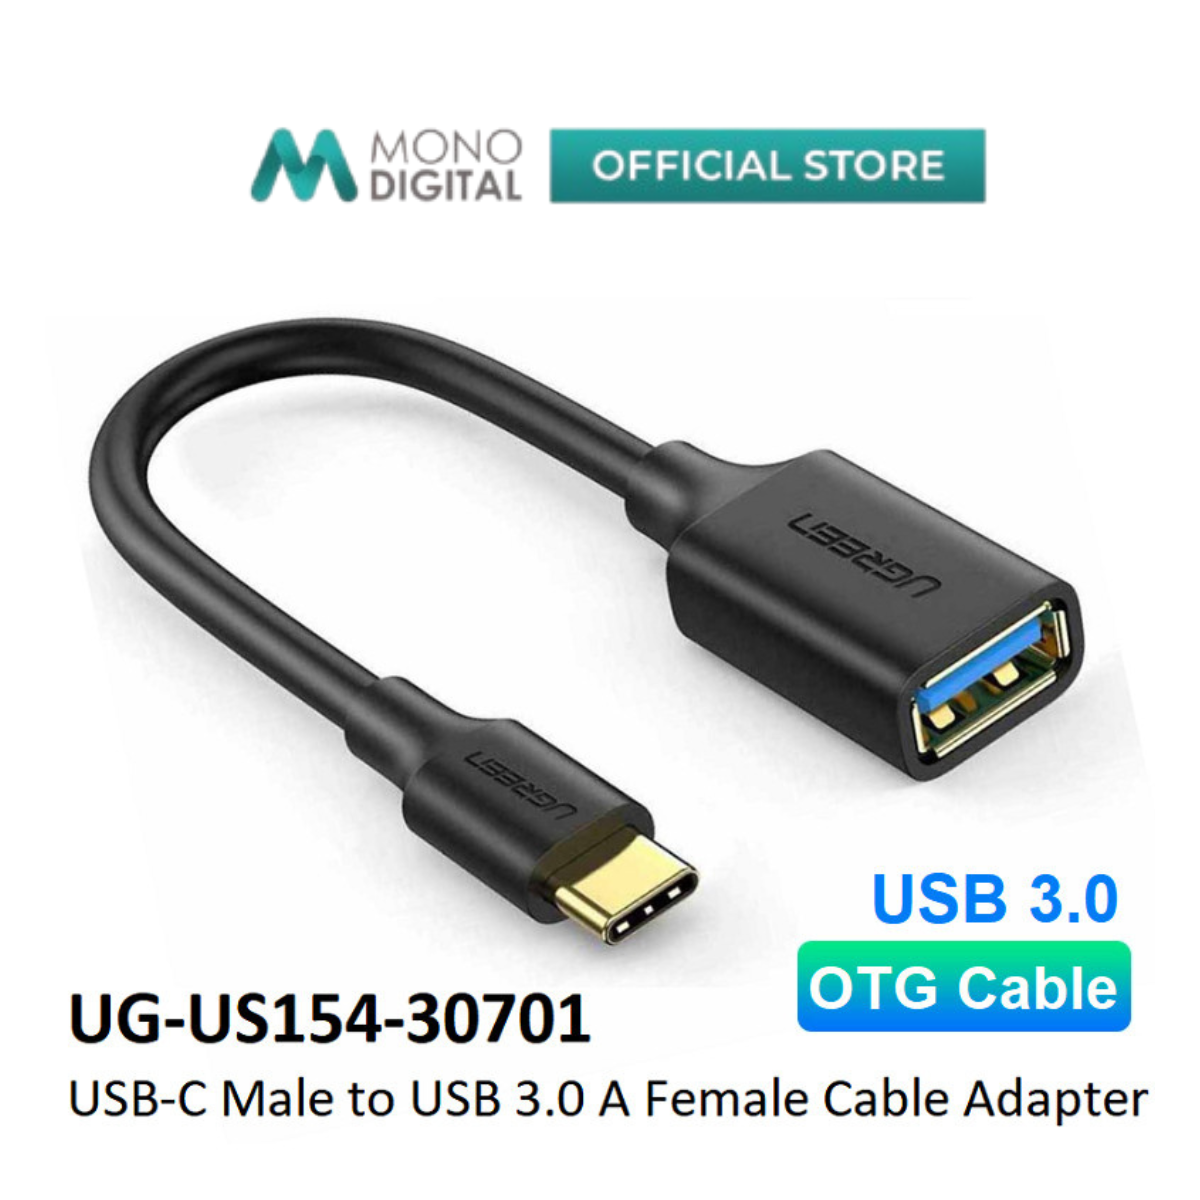 MONO
DIGITAL
OFFICIAL STORE
UGREEN
UGREEN
USB 3.0
OTG Cable
UG-US154-30701
USB-C Male to USB 3.0 A Female Cable Adapter